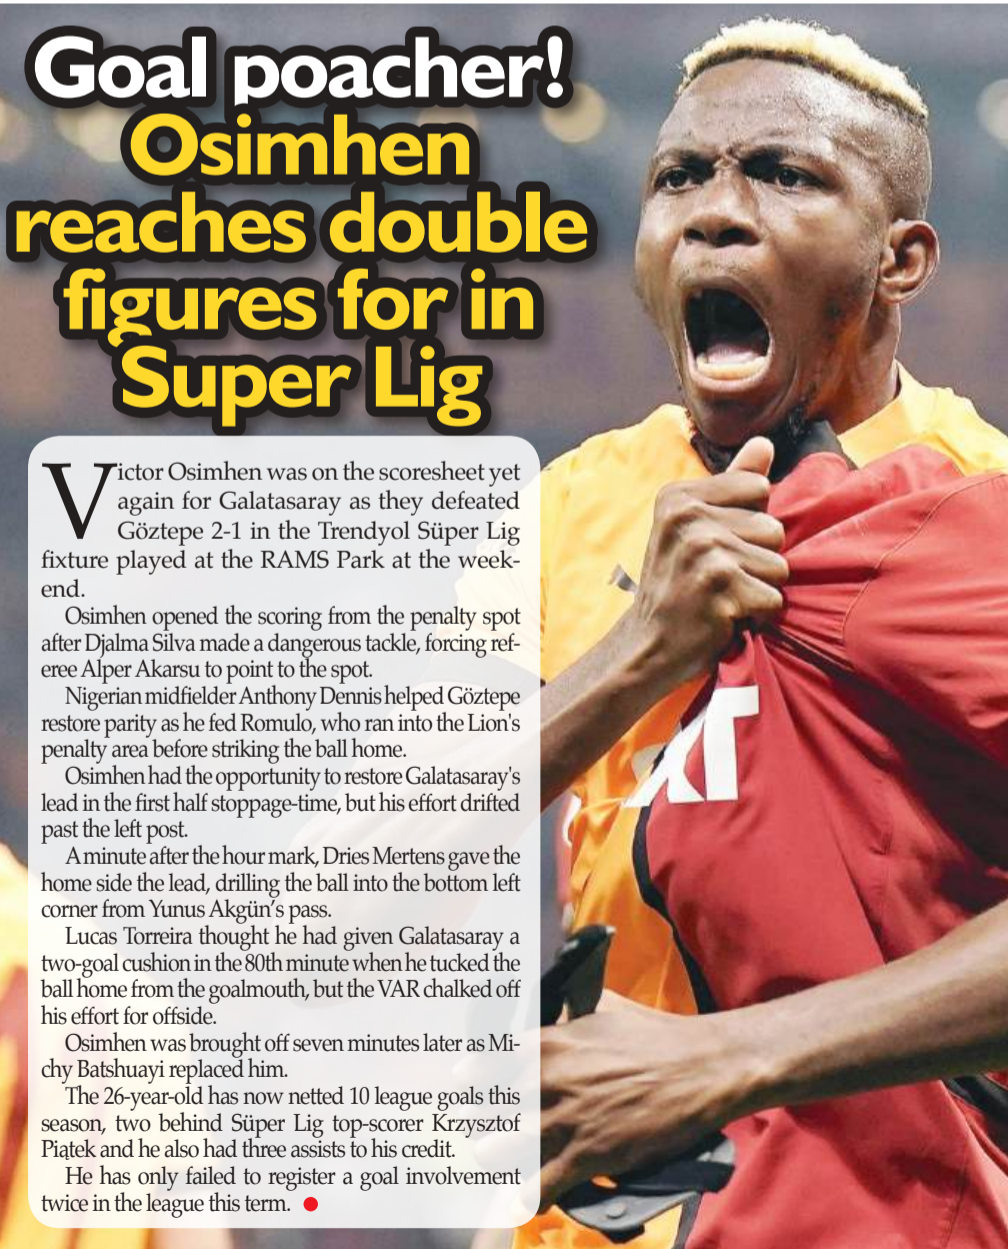 Goal poacher!
Osimhen
reaches double
figures for in
Super Lig
Victor Osimhen was on the scoresheet yet
again for Galatasaray as they defeated
Göztepe 2-1 in the Trendyol Süper Lig
fixture played at the RAMS Park at the week-
end.
Osimhen opened the scoring from the penalty spot
after Djalma Silva made a dangerous tackle, forcing ref-
eree Alper Akarsu to point to the spot.
Nigerian midfielder Anthony Dennis helped Göztepe
restore parity as he fed Romulo, who ran into the Lion's
penalty area before striking the ball home.
Osimhen had the opportunity to restore Galatasaray's
lead in the first half stoppage-time, but his effort drifted
past the left post.
A minute after the hour mark, Dries Mertens gave the
home side the lead, drilling the ball into the bottom left
corner from Yunus Akgün’s pass.
Lucas Torreira thought he had given Galatasaray a
two-goal cushion in the 80th minute when he tucked the
ball home from the goalmouth, but the VAR chalked off
his effort for offside.
Osimhen was brought off seven minutes later as Mi-
chy Batshuayi replaced him.
The 26-year-old has now netted 10 league goals this
season, two behind Süper Lig top-scorer Krzysztof
Piątek and he also had three assists to his credit.
He has only failed to register a goal involvement
twice in the league this term.